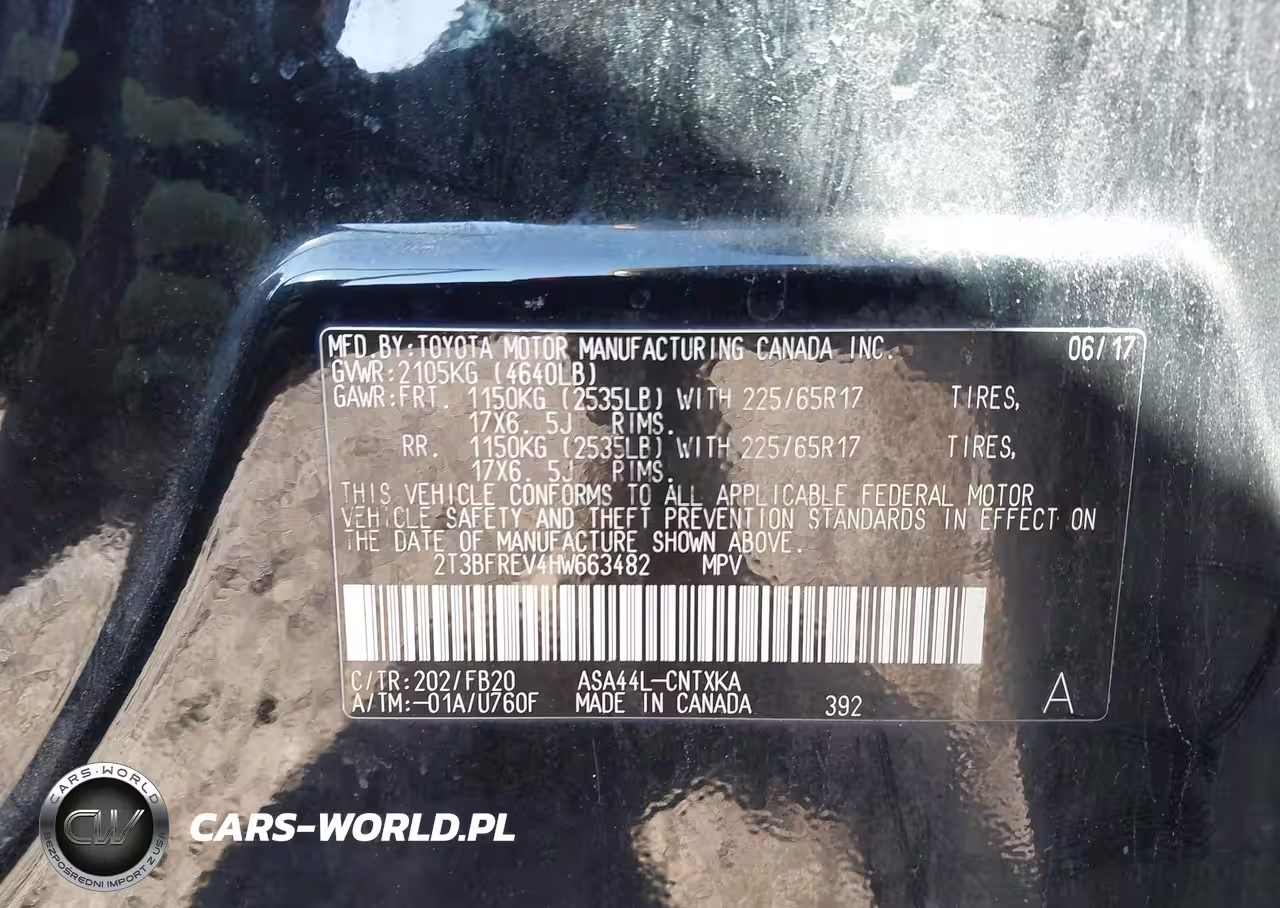 MFD.BY:TOYOTA MOTOR MANUFACTURING CANADA INC. 06/17
GVWR:2105KG (4640LB)
GAWR:FRT. 1150KG (2535LB) WITH 225/65R17 TIRES,
17X6. 5J RIMS.
RR. 1150KG (2535LB) WITH 225/65R17 TIRES,
17X6. 5J RIMS.
THIS VEHICLE CONFORMS TO ALL APPLICABLE FEDERAL MOTOR
VEHICLE SAFETY AND THEFT PREVENTION STANDARDS IN EFFECT ON
THE DATE OF MANUFACTURE SHOWN ABOVE.
2T3BFREV4HW663482 MPV
C/TR:202/FB20 ASA44L-CNTXKA
A/TM:-01A/U760F MADE IN CANADA 392 A
CARS-WORLD
CW
BEZPOŚREDNI IMPORT Z USA
CARS-WORLD.PL